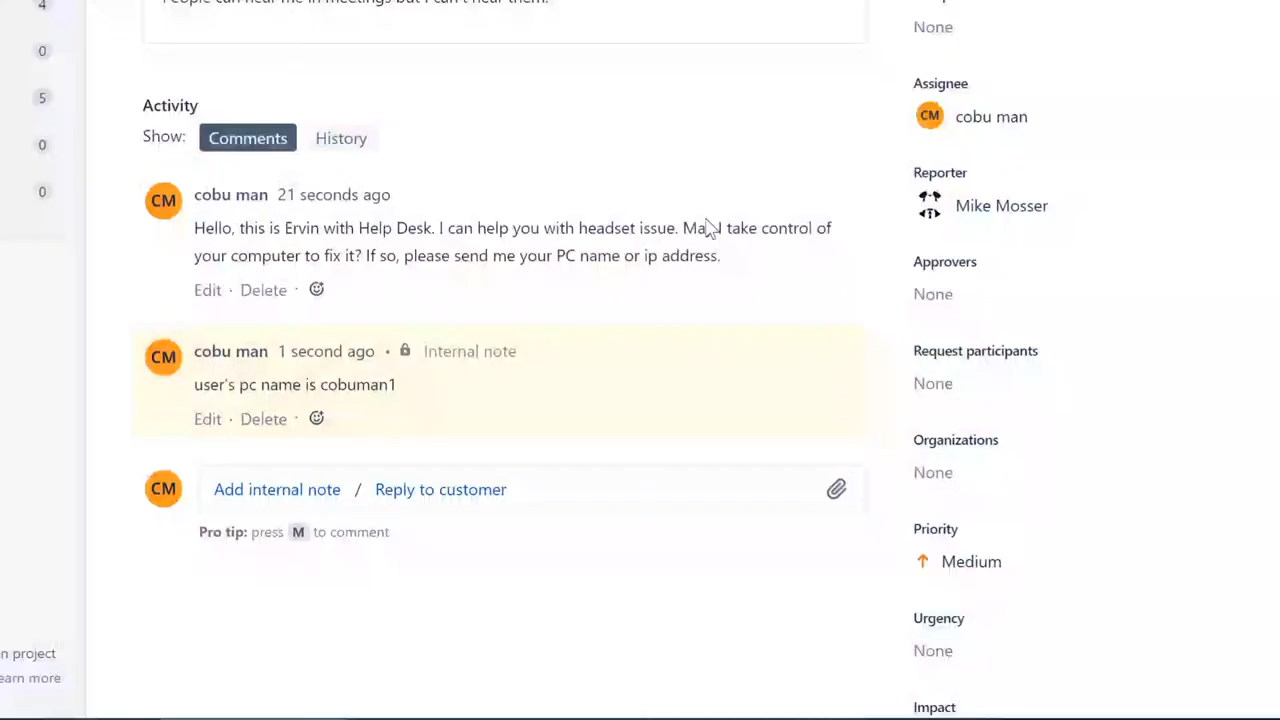 4
People can hear me in meetings but I can't hear them.
None
0
Assignee
5
CM cobu man
Activity
Show: Comments History
0
Reporter
0
cobu man 21 seconds ago
CM
Mike Mosser
Hello, this is Ervin with Help Desk. I can help you with headset issue. May I take control of
your computer to fix it? If so, please send me your PC name or ip address.
Approvers
Edit · Delete ·
None
cobu man 1 second ago • Internal note
CM
Request participants
user's pc name is cobuman1
None
Edit · Delete ·
Organizations
None
CM Add internal note / Reply to customer
Pro tip: press M to comment
Priority
Medium
Urgency
n project
None
earn more
Impact